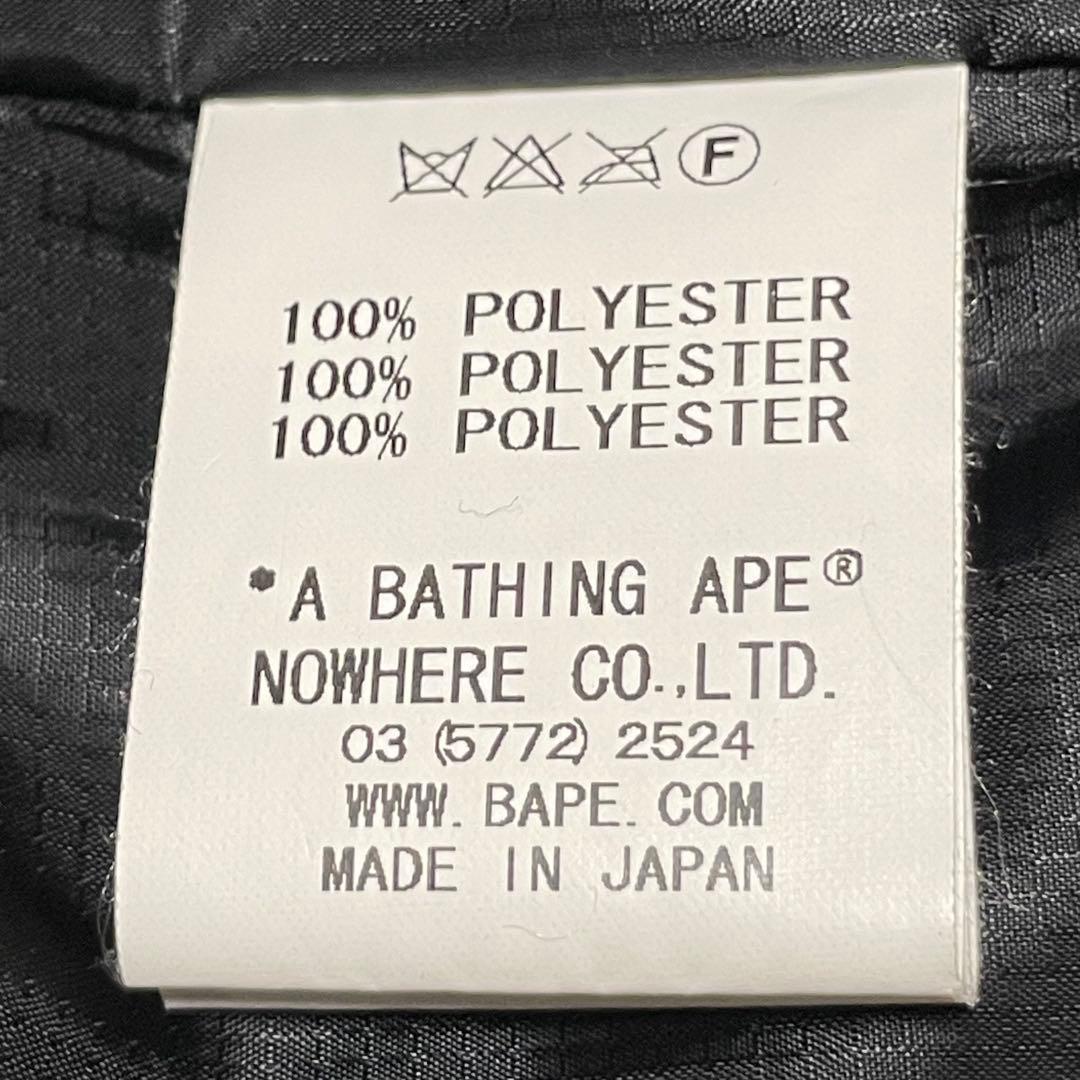 F
100% POLYESTER
100% POLYESTER
100% POLYESTER
*A BATHING APE®
NOWHERE CO.,LTD.
03 (5772) 2524
WWW. BAPE. COM
MADE IN JAPAN